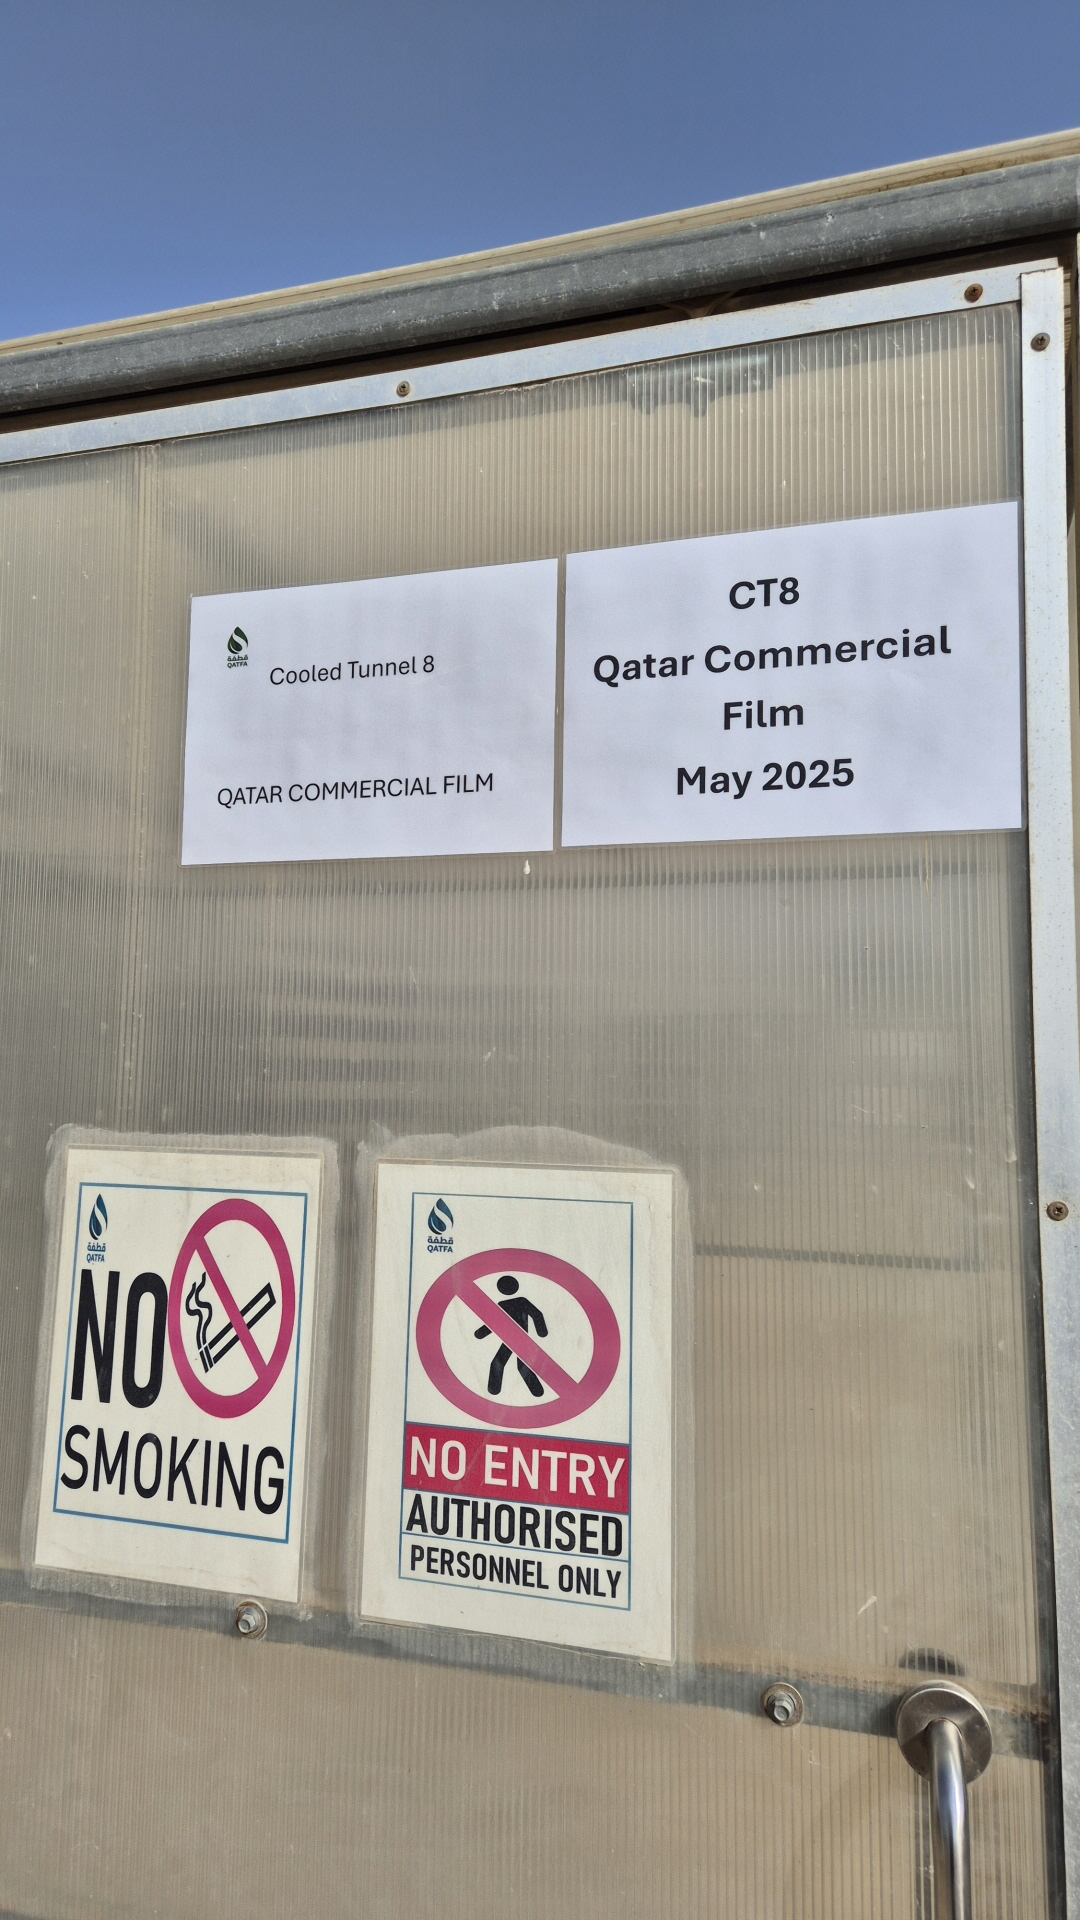 قطفة
QATFA
Cooled Tunnel 8
QATAR COMMERCIAL FILM
CT8
Qatar Commercial
Film
May 2025
قطفة
QATFA
NO
SMOKING
قطفة
QATFA
NO ENTRY
AUTHORISED
PERSONNEL ONLY